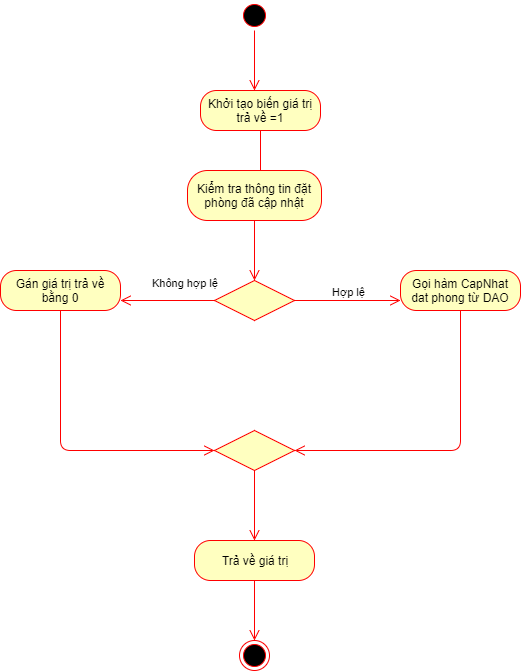 Khởi tạo biến giá trị
trả về =1
Kiểm tra thông tin đặt
phòng đã cập nhật
Không hợp lệ
Hợp lệ
Gán giá trị trả về
bằng 0
Gọi hàm CapNhat
dat phong từ DAO
Trả về giá trị